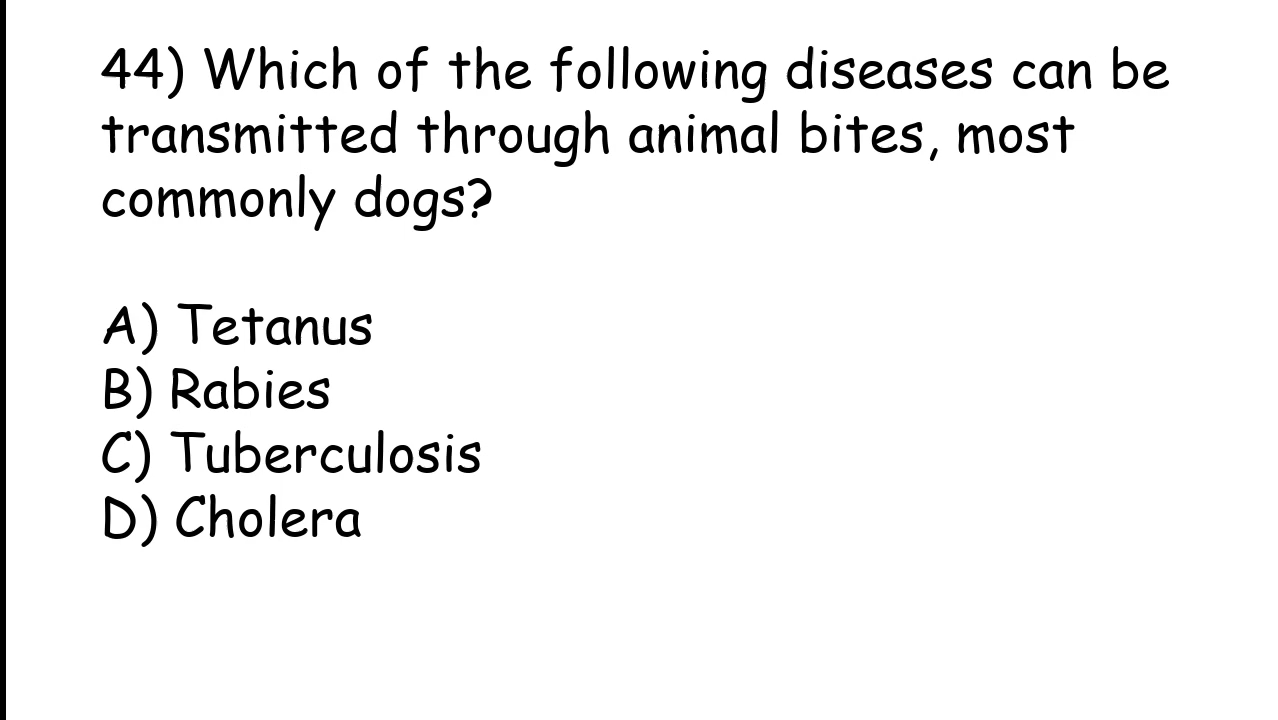 44) Which of the following diseases can be
transmitted through animal bites, most
commonly dogs?
A) Tetanus
B) Rabies
C) Tuberculosis
D) Cholera